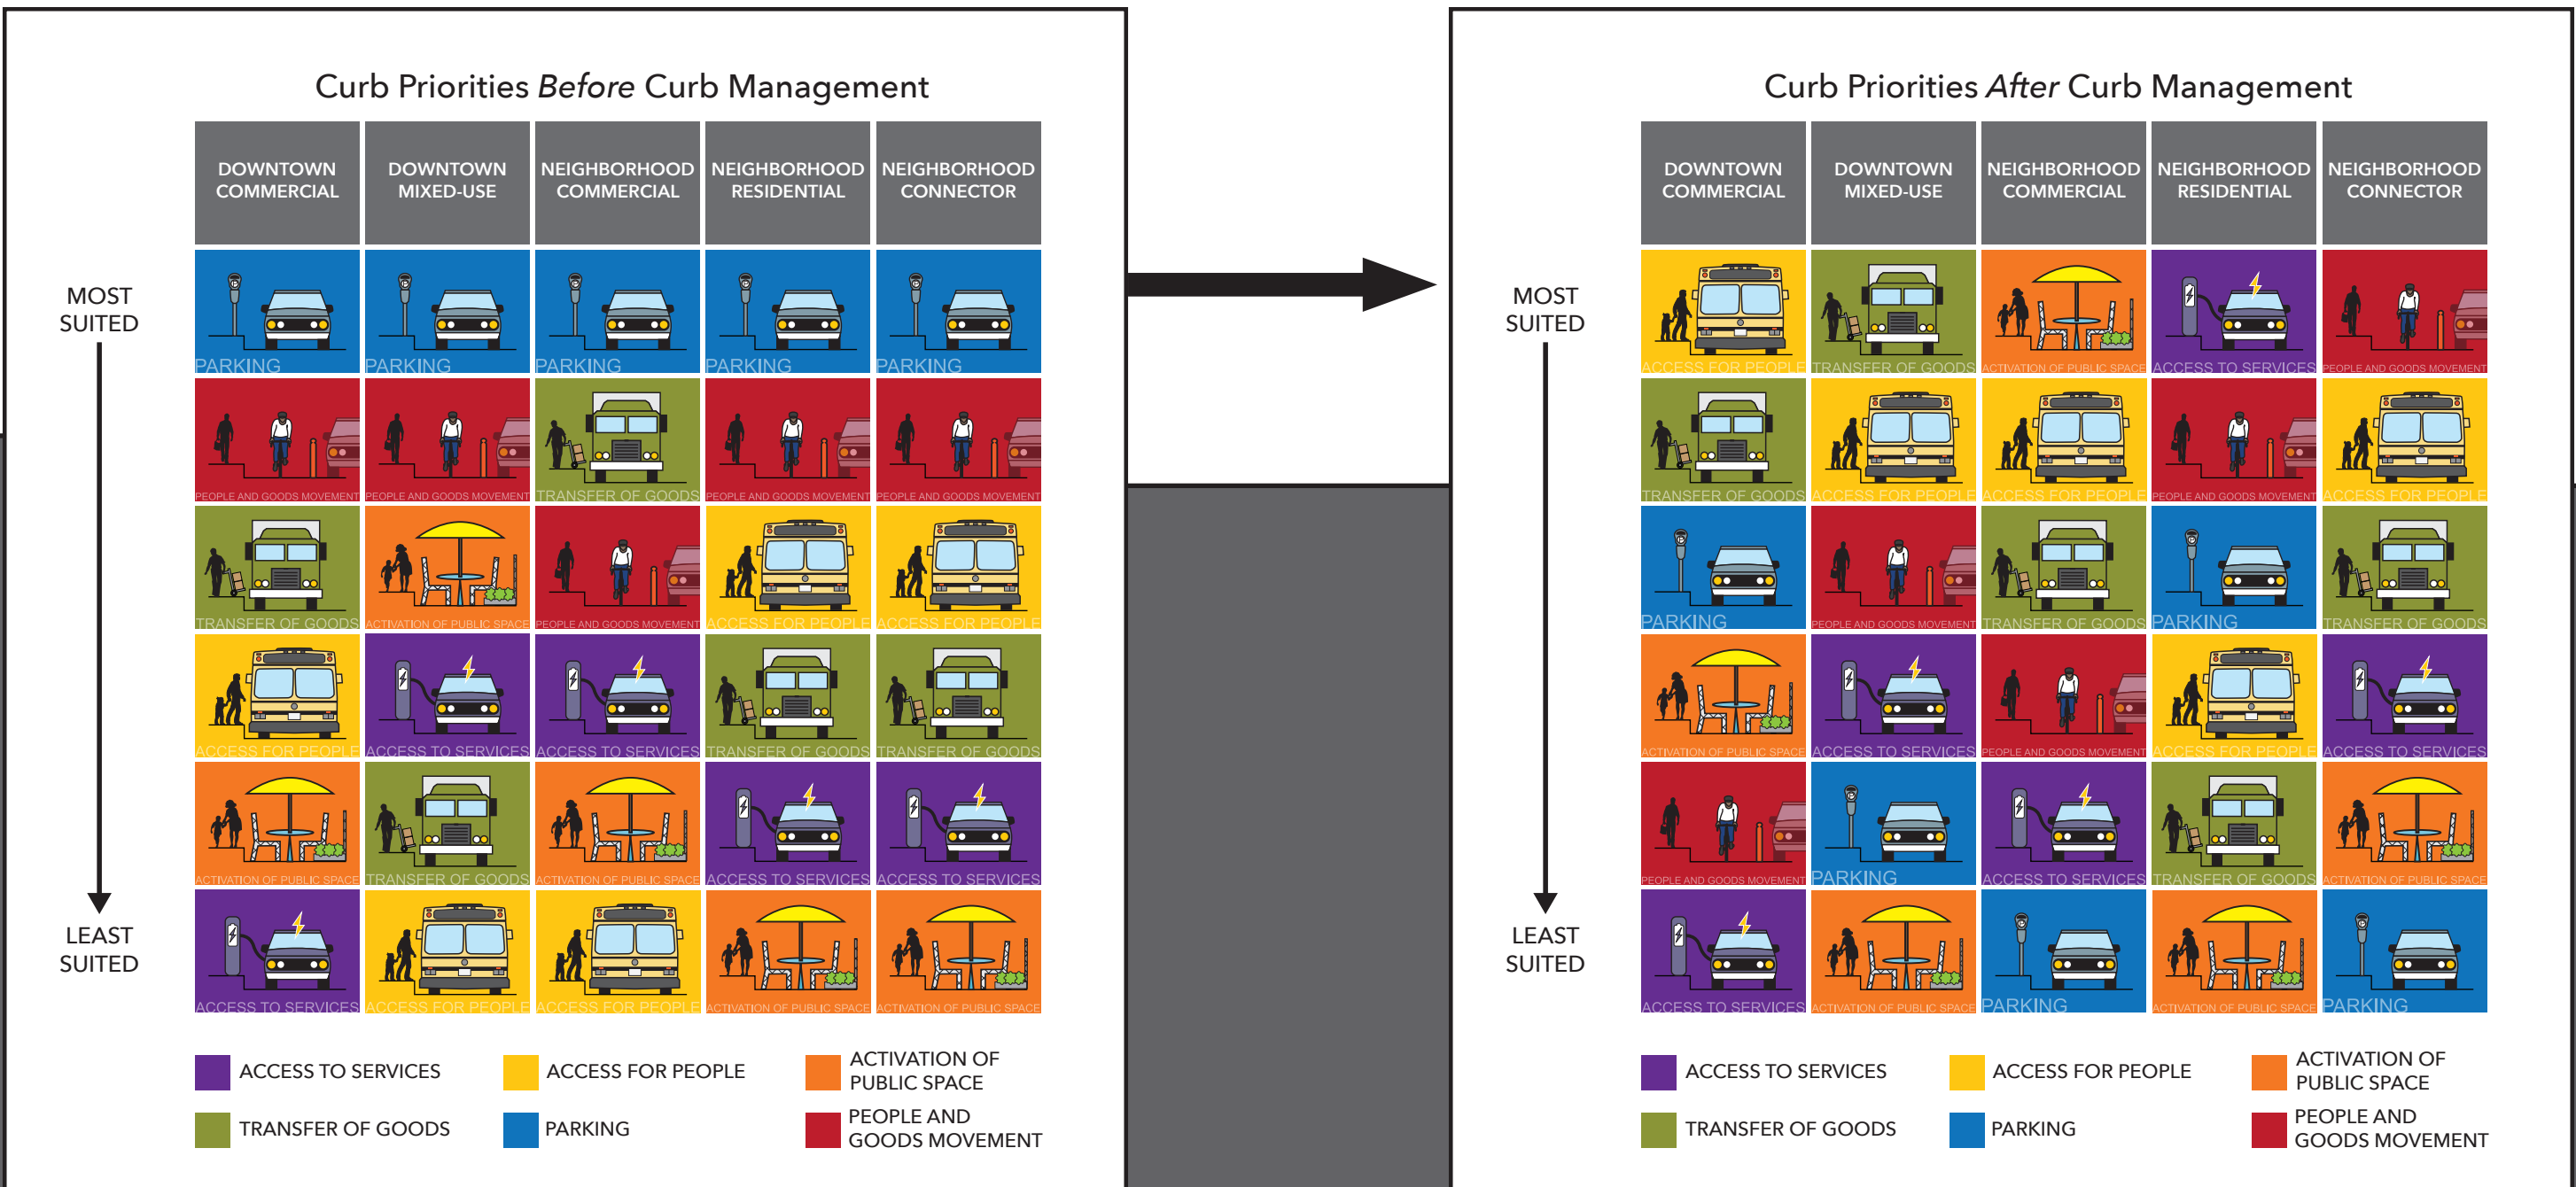 Curb Priorities Before Curb Management
DOWNTOWN
COMMERCIAL
DOWNTOWN
MIXED-USE
NEIGHBORHOOD
COMMERCIAL
NEIGHBORHOOD
RESIDENTIAL
NEIGHBORHOOD
CONNECTOR
MOST
SUITED
PARKING
PARKING
PARKING
PARKING
PARKING
PEOPLE AND GOODS MOVEMENT
PEOPLE AND GOODS MOVEMENT
TRANSFER OF GOODS
PEOPLE AND GOODS MOVEMENT
PEOPLE AND GOODS MOVEMENT
TRANSFER OF GOODS
ACTIVATION OF PUBLIC SPACE
PEOPLE AND GOODS MOVEMENT
ACCESS FOR PEOPLE
ACCESS FOR PEOPLE
ACCESS FOR PEOPLE
ACCESS TO SERVICES
ACCESS TO SERVICES
TRANSFER OF GOODS
TRANSFER OF GOODS
ACTIVATION OF PUBLIC SPACE
TRANSFER OF GOODS
ACTIVATION OF PUBLIC SPACE
ACCESS TO SERVICES
ACCESS TO SERVICES
LEAST
SUITED
ACCESS TO SERVICES
ACCESS FOR PEOPLE
ACCESS FOR PEOPLE
ACTIVATION OF PUBLIC SPACE
ACTIVATION OF PUBLIC SPACE
ACCESS TO SERVICES
ACCESS FOR PEOPLE
ACTIVATION OF
PUBLIC SPACE
TRANSFER OF GOODS
PARKING
PEOPLE AND
GOODS MOVEMENT
Curb Priorities After Curb Management
DOWNTOWN
COMMERCIAL
DOWNTOWN
MIXED-USE
NEIGHBORHOOD
COMMERCIAL
NEIGHBORHOOD
RESIDENTIAL
NEIGHBORHOOD
CONNECTOR
MOST
SUITED
ACCESS FOR PEOPLE
TRANSFER OF GOODS
ACTIVATION OF PUBLIC SPACE
ACCESS TO SERVICES
PEOPLE AND GOODS MOVEMENT
TRANSFER OF GOODS
ACCESS FOR PEOPLE
ACCESS FOR PEOPLE
PEOPLE AND GOODS MOVEMENT
ACCESS FOR PEOPLE
PARKING
PEOPLE AND GOODS MOVEMENT
TRANSFER OF GOODS
PARKING
TRANSFER OF GOODS
ACTIVATION OF PUBLIC SPACE
ACCESS TO SERVICES
PEOPLE AND GOODS MOVEMENT
ACCESS FOR PEOPLE
ACCESS TO SERVICES
PEOPLE AND GOODS MOVEMENT
PARKING
ACCESS TO SERVICES
TRANSFER OF GOODS
ACTIVATION OF PUBLIC SPACE
LEAST
SUITED
ACCESS TO SERVICES
ACTIVATION OF PUBLIC SPACE
PARKING
ACTIVATION OF PUBLIC SPACE
PARKING
ACCESS TO SERVICES
ACCESS FOR PEOPLE
ACTIVATION OF
PUBLIC SPACE
TRANSFER OF GOODS
PARKING
PEOPLE AND
GOODS MOVEMENT